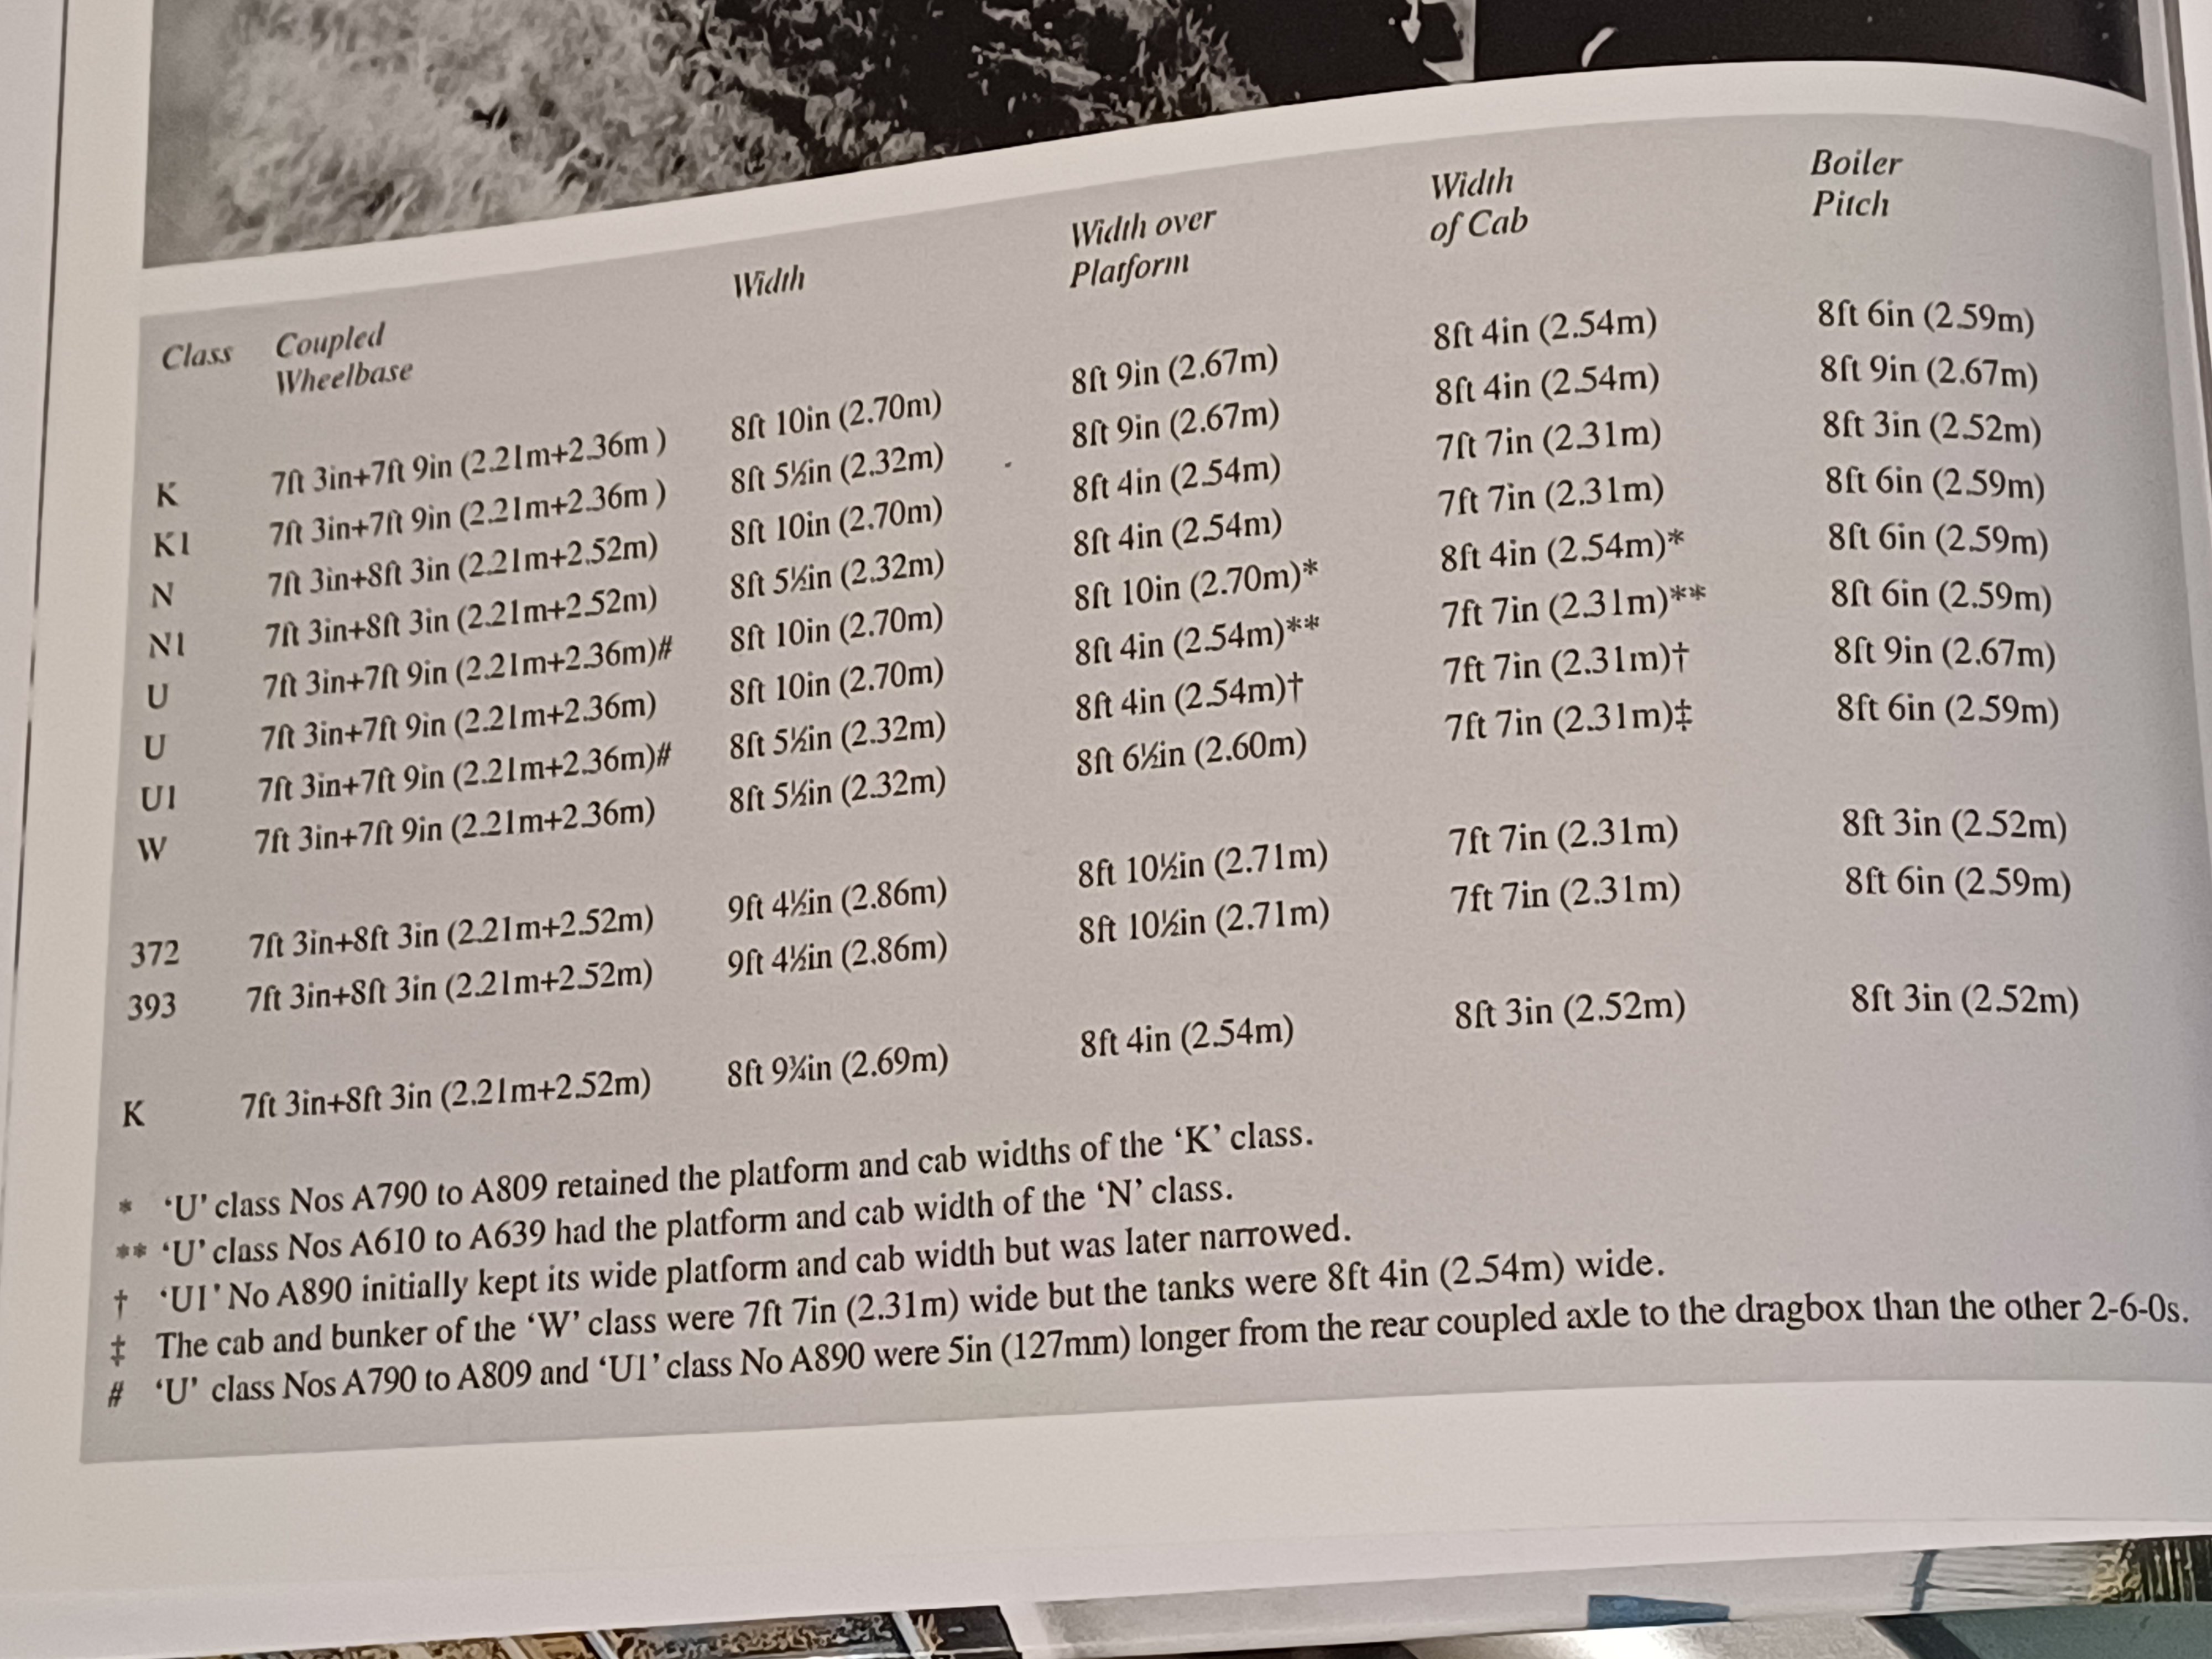 Class Coupled Wheelbase Width Width over Platform Width of Cab Boiler Pitch
K 7ft 3in+7ft 9in (2.21m+2.36m ) 8ft 10in (2.70m) 8ft 9in (2.67m) 8ft 4in (2.54m) 8ft 6in (2.59m)
K1 7ft 3in+7ft 9in (2.21m+2.36m ) 8ft 5½in (2.32m) 8ft 9in (2.67m) 8ft 4in (2.54m) 8ft 9in (2.67m)
N 7ft 3in+8ft 3in (2.21m+2.52m) 8ft 10in (2.70m) 8ft 4in (2.54m) 7ft 7in (2.31m) 8ft 3in (2.52m)
N1 7ft 3in+8ft 3in (2.21m+2.52m) 8ft 5½in (2.32m) 8ft 4in (2.54m) 7ft 7in (2.31m) 8ft 6in (2.59m)
U 7ft 3in+7ft 9in (2.21m+2.36m)# 8ft 10in (2.70m) 8ft 10in (2.70m)* 8ft 4in (2.54m)* 8ft 6in (2.59m)
U 7ft 3in+7ft 9in (2.21m+2.36m) 8ft 10in (2.70m) 8ft 4in (2.54m)** 7ft 7in (2.31m)** 8ft 6in (2.59m)
U1 7ft 3in+7ft 9in (2.21m+2.36m)# 8ft 5½in (2.32m) 8ft 4in (2.54m)† 7ft 7in (2.31m)† 8ft 9in (2.67m)
W 7ft 3in+7ft 9in (2.21m+2.36m) 8ft 5½in (2.32m) 8ft 6½in (2.60m) 7ft 7in (2.31m)‡ 8ft 6in (2.59m)
372 7ft 3in+8ft 3in (2.21m+2.52m) 9ft 4½in (2.86m) 8ft 10½in (2.71m) 7ft 7in (2.31m) 8ft 3in (2.52m)
393 7ft 3in+8ft 3in (2.21m+2.52m) 9ft 4½in (2.86m) 8ft 10½in (2.71m) 7ft 7in (2.31m) 8ft 6in (2.59m)
K 7ft 3in+8ft 3in (2.21m+2.52m) 8ft 9¾in (2.69m) 8ft 4in (2.54m) 8ft 3in (2.52m) 8ft 3in (2.52m)
* ‘U’ class Nos A790 to A809 retained the platform and cab widths of the ‘K’ class.
** ‘U’ class Nos A610 to A639 had the platform and cab width of the ‘N’ class.
† ‘U1’ No A890 initially kept its wide platform and cab width but was later narrowed.
‡ The cab and bunker of the ‘W’ class were 7ft 7in (2.31m) wide but the tanks were 8ft 4in (2.54m) wide.
# ‘U’ class Nos A790 to A809 and ‘U1’ class No A890 were 5in (127mm) longer from the rear coupled axle to the dragbox than the other 2-6-0s.